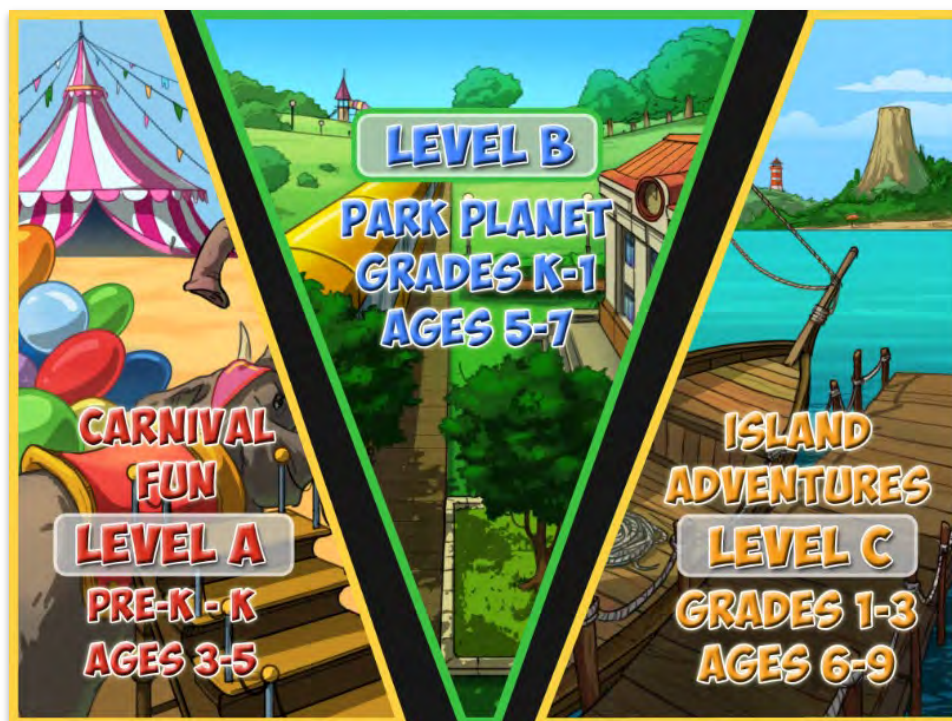 CARNIVAL
FUN
LEVEL A
PRE-K - K
AGES 3-5
LEVEL B
PARK PLANET
GRADES K-1
AGES 5-7
ISLAND
ADVENTURES
LEVEL C
GRADES 1-3
AGES 6-9